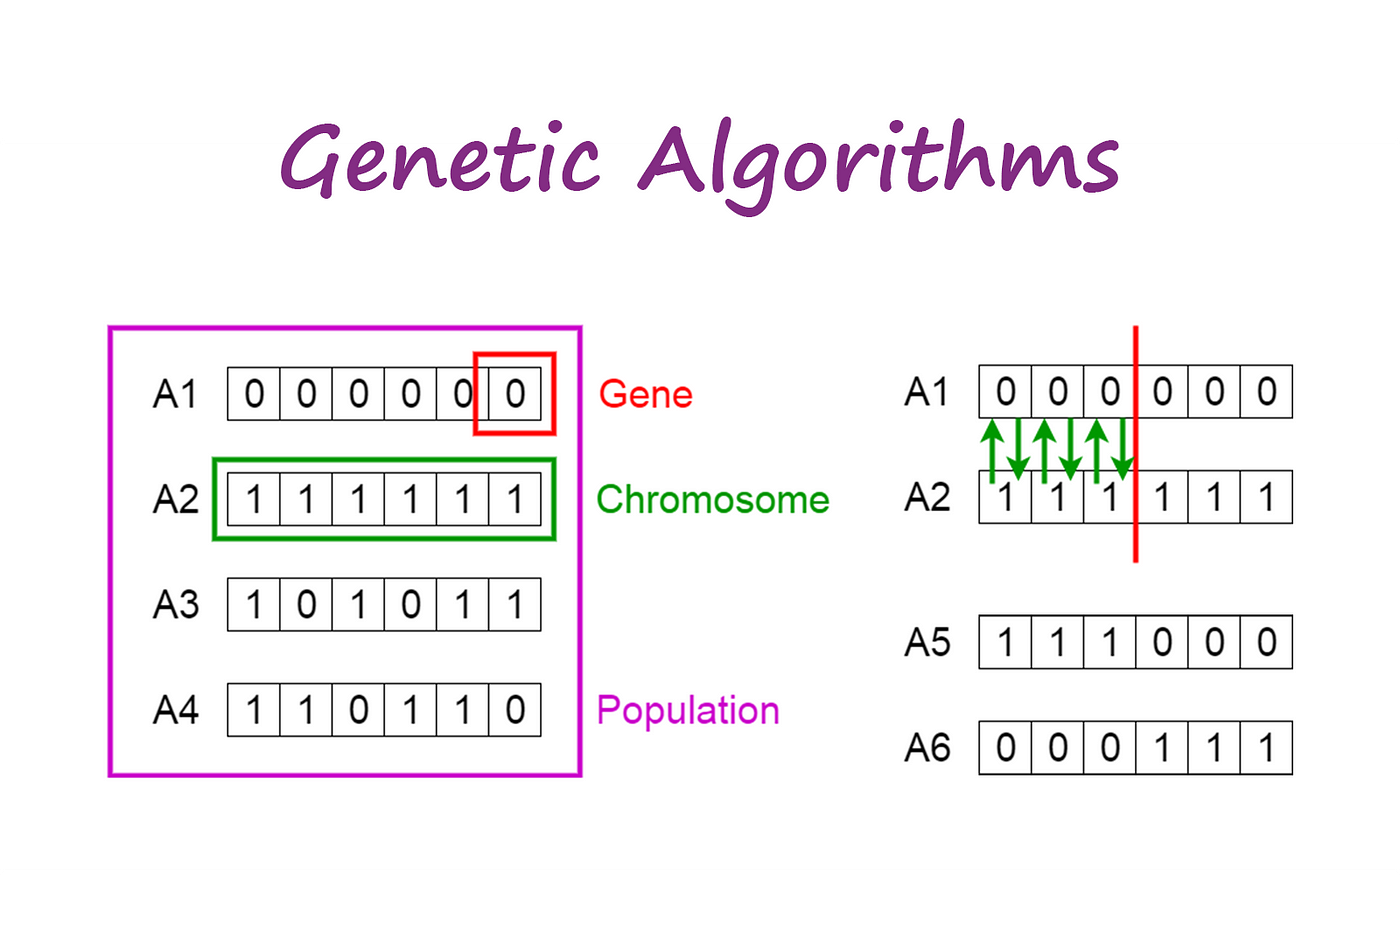 Genetic Algorithms
A1 0 0 0 0 0 0 Gene
A2 1 1 1 1 1 1 Chromosome
A3 1 0 1 0 1 1
A4 1 1 0 1 1 0 Population
A1 0 0 0 0 0 0
A2 1 1 1 1 1 1
A5 1 1 1 0 0 0
A6 0 0 0 1 1 1